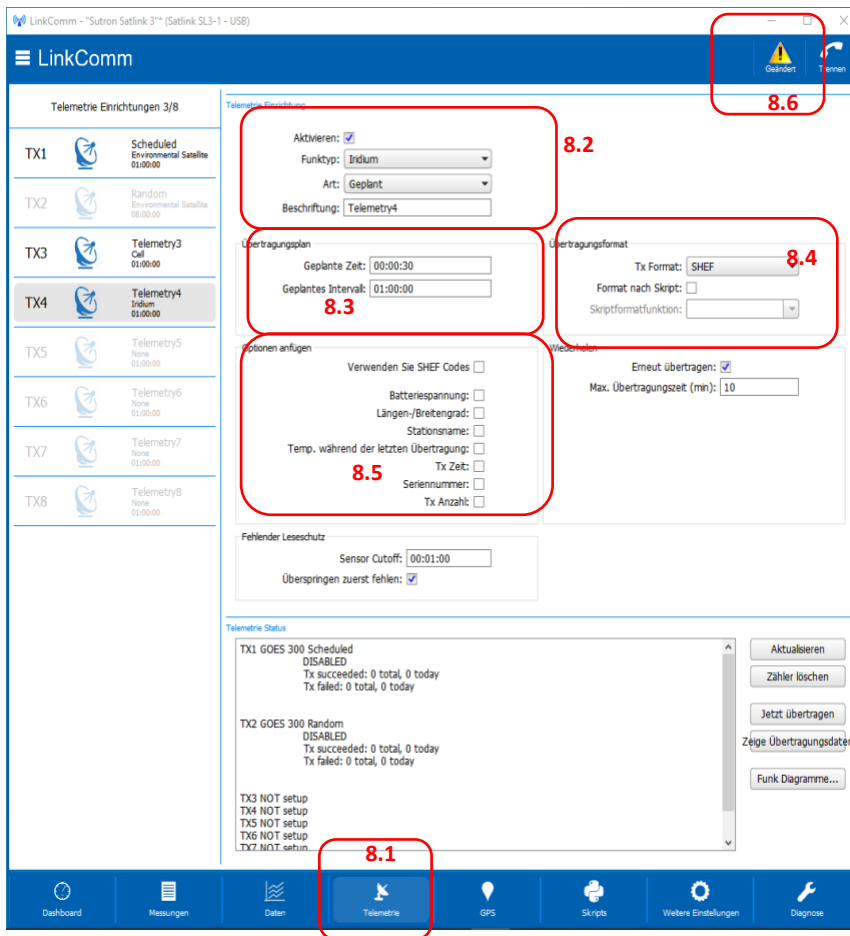 LinkComm - "Sutron Satlink 3"* (Satlink SL3-1 - USB)
LinkComm
Geändert
8.6
Telemetrie Einrichtungen 3/8
TX1
Scheduled
Environmental Satellite
01:00:00
TX2
Random
Environmental Satellite
08:00:00
TX3
Telemetry3
Cell
01:00:00
TX4
Telemetry4
Iridium
01:00:00
TX5
Telemetry5
None
01:00:00
TX6
Telemetry6
None
01:00:00
TX7
Telemetry7
None
01:00:00
TX8
Telemetry8
None
01:00:00
Telemetrie Einrichtung
8.2
Aktivieren:
Funktyp: Iridium
Art: Geplant
Beschriftung: Telemetry4
Übertragungsplan
Geplante Zeit: 00:00:30
Geplantes Intervall: 01:00:00
8.3
Übertragungsformat
8.4
Tx Format: SHEF
Format nach Skript:
Skriptformatfunktion:
Optionen anfügen
Verwenden Sie SHEF Codes
Batteriespannung:
Längen-/Breitengrad:
Stationsname:
Temp. während der letzten Übertragung:
Tx Zeit:
8.5
Seriennummer:
Tx Anzahl:
Wiederholen
Erneut übertragen:
Max. Übertragungszeit (min): 10
Fehlender Leseschutz
Sensor Cutoff: 00:01:00
Überspringen zuerst fehlen:
Telemetrie Status
TX1 GOES 300 Scheduled
DISABLED
Tx succeeded: 0 total, 0 today
Tx failed: 0 total, 0 today
TX2 GOES 300 Random
DISABLED
Tx succeeded: 0 total, 0 today
Tx failed: 0 total, 0 today
TX3 NOT setup
TX4 NOT setup
TX5 NOT setup
TX6 NOT setup
TX7 NOT setup
Aktualisieren
Zähler löschen
Jetzt übertragen
Zeige Übertragungsdaten
Funk Diagramme...
8.1
Dashboard
Messungen
Daten
Telemetrie
GPS
Skripts
Weitere Einstellungen
Diagnose